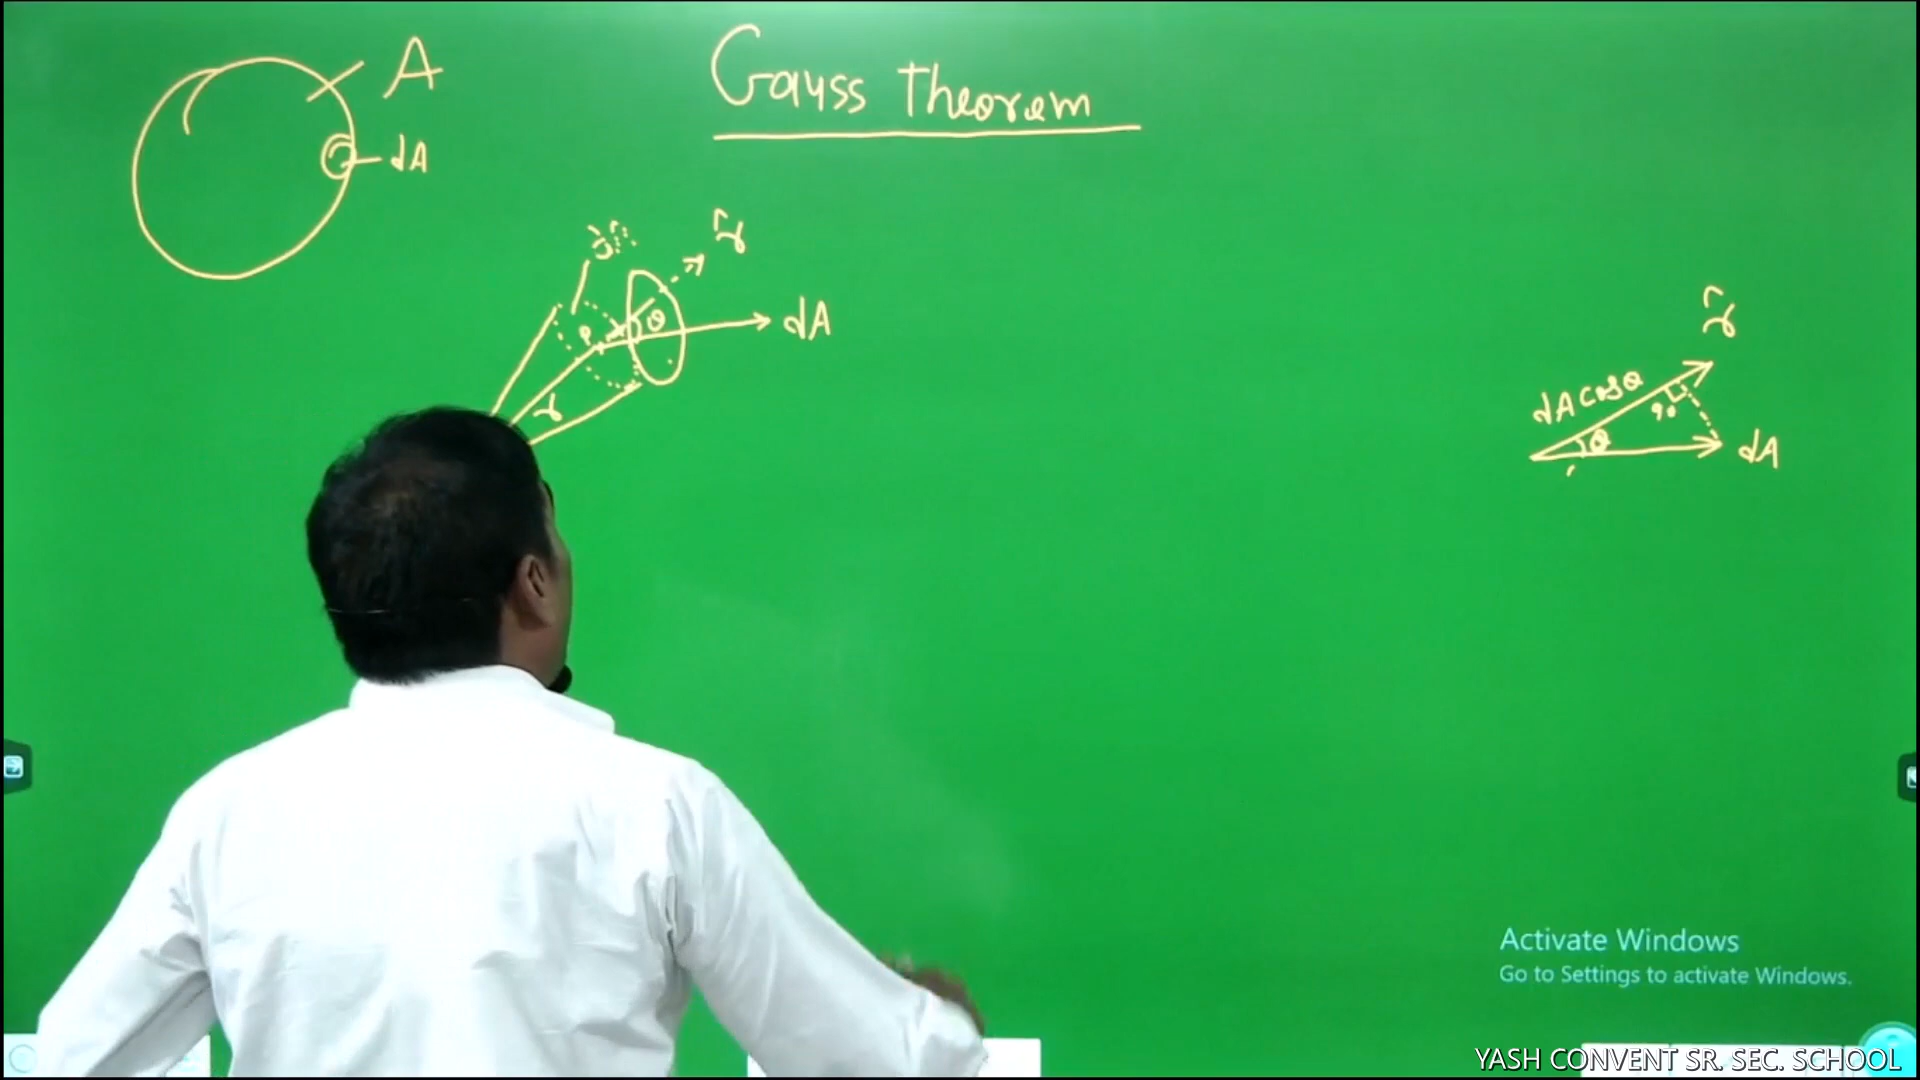 Gauss Theorem
A
dA
r̂
dA
P
θ
r
r̂
dA cosθ
90
θ
dA
Activate Windows
Go to Settings to activate Windows.
YASH CONVENT SR. SEC. SCHOOL